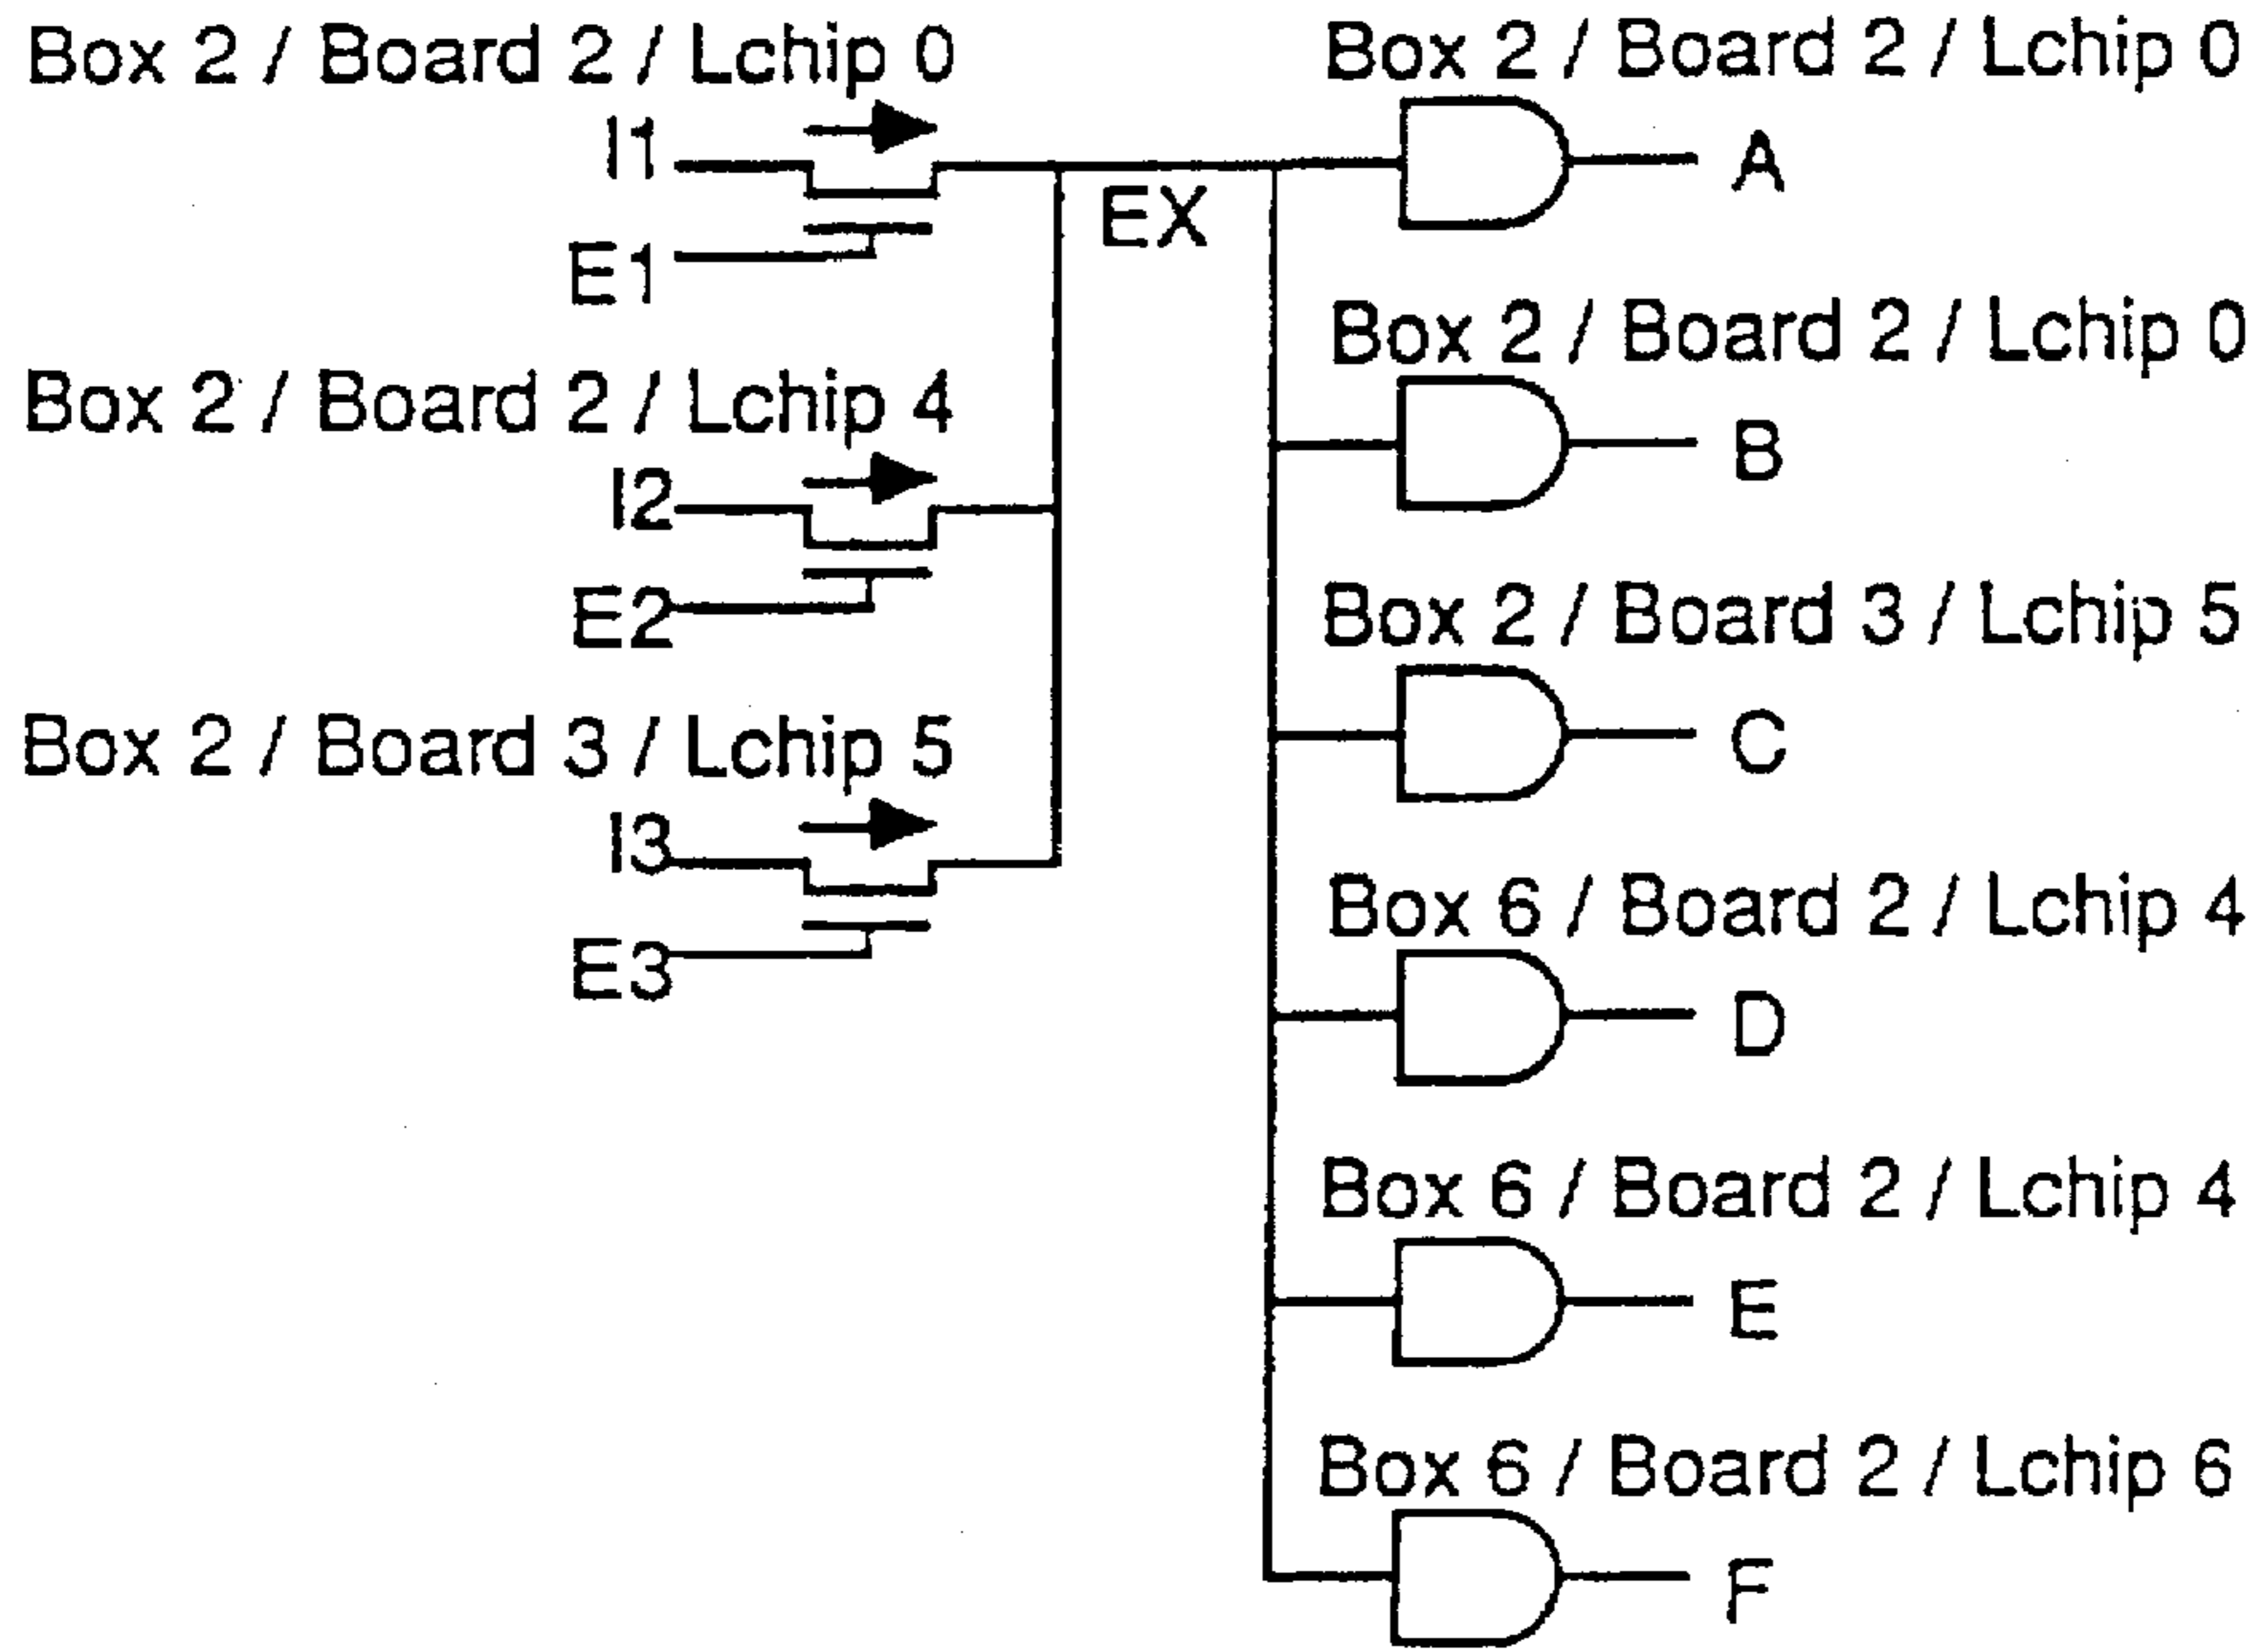 Box 2 / Board 2 / Lchip 0
I1
E1
EX
Box 2 / Board 2 / Lchip 4
I2
E2
Box 2 / Board 3 / Lchip 5
I3
E3
Box 2 / Board 2 / Lchip 0
A
Box 2 / Board 2 / Lchip 0
B
Box 2 / Board 3 / Lchip 5
C
Box 6 / Board 2 / Lchip 4
D
Box 6 / Board 2 / Lchip 4
E
Box 6 / Board 2 / Lchip 6
F